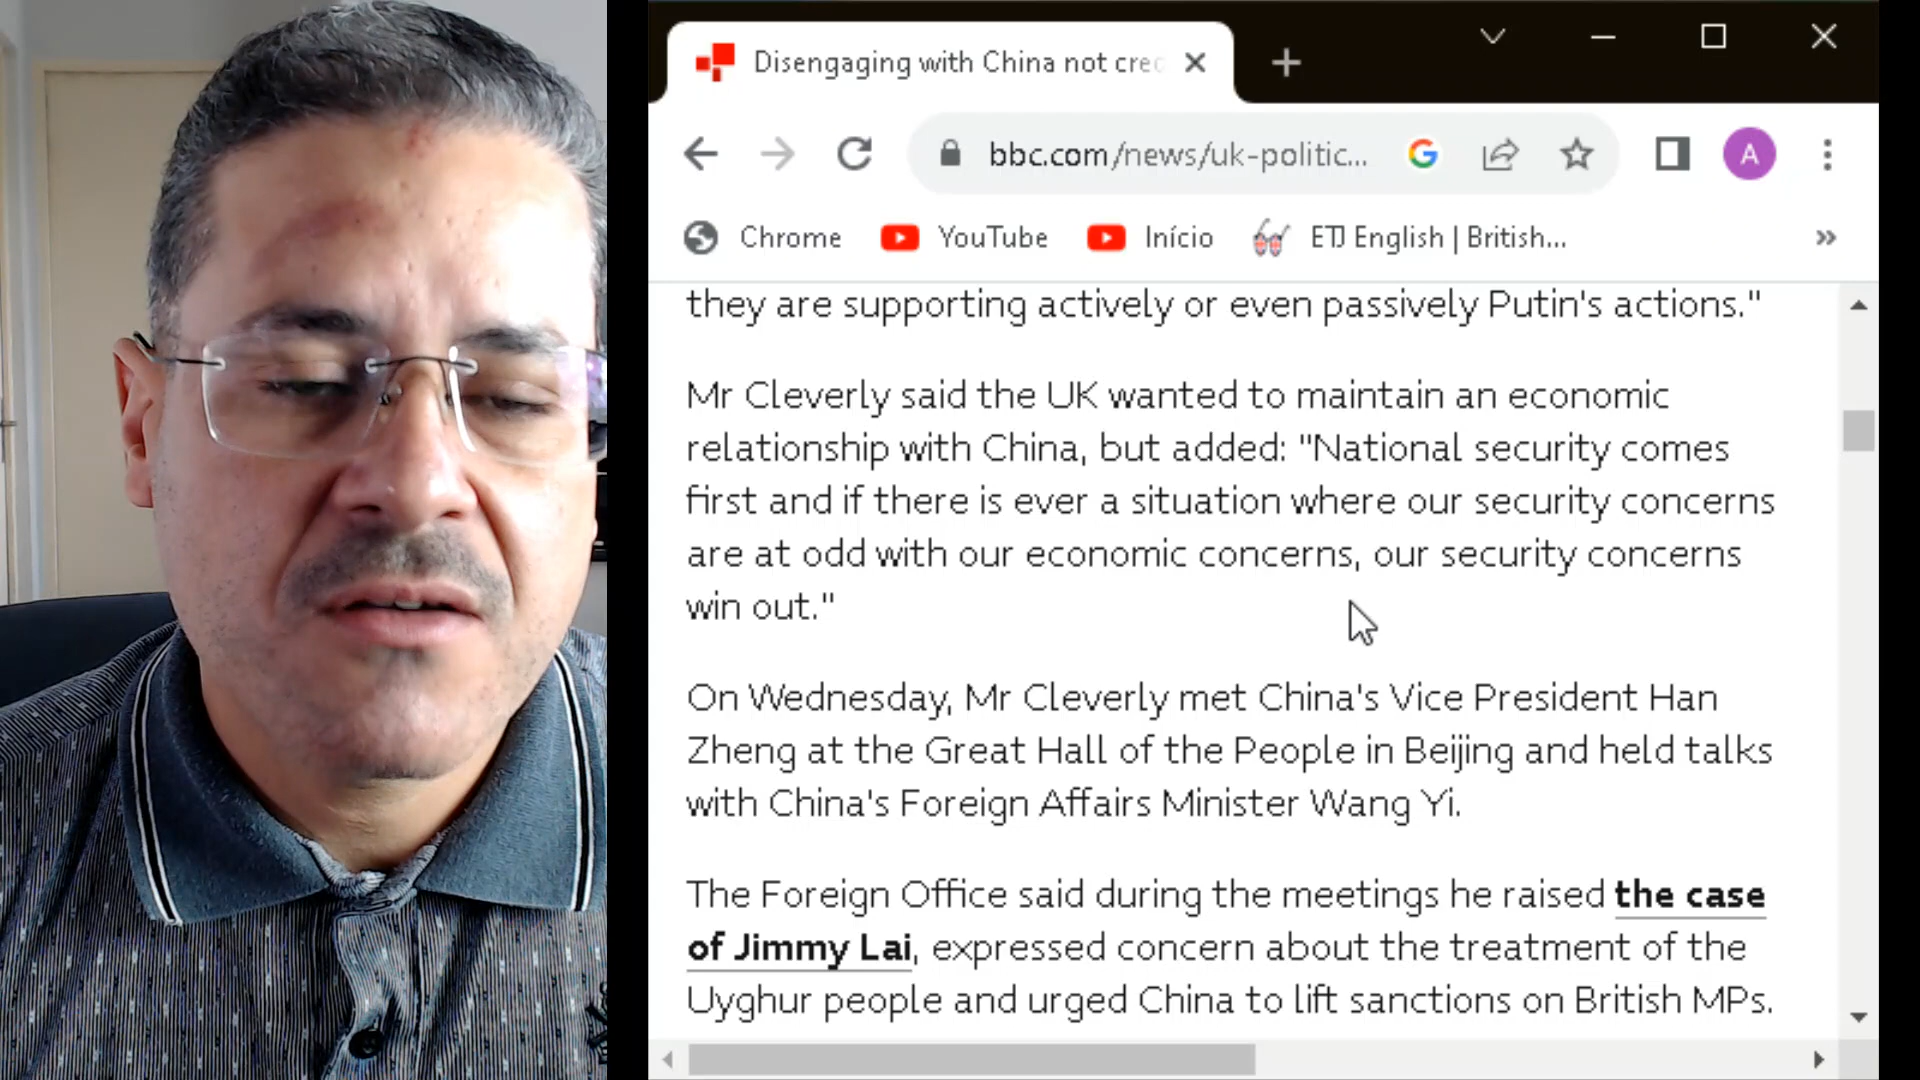 Disengaging with China not cred
bbc.com/news/uk-politic...
A
Chrome
YouTube
Início
ETJ English | British...
they are supporting actively or even passively Putin's actions."
Mr Cleverly said the UK wanted to maintain an economic
relationship with China, but added: "National security comes
first and if there is ever a situation where our security concerns
are at odd with our economic concerns, our security concerns
win out."
On Wednesday, Mr Cleverly met China's Vice President Han
Zheng at the Great Hall of the People in Beijing and held talks
with China's Foreign Affairs Minister Wang Yi.
The Foreign Office said during the meetings he raised the case
of Jimmy Lai, expressed concern about the treatment of the
Uyghur people and urged China to lift sanctions on British MPs.